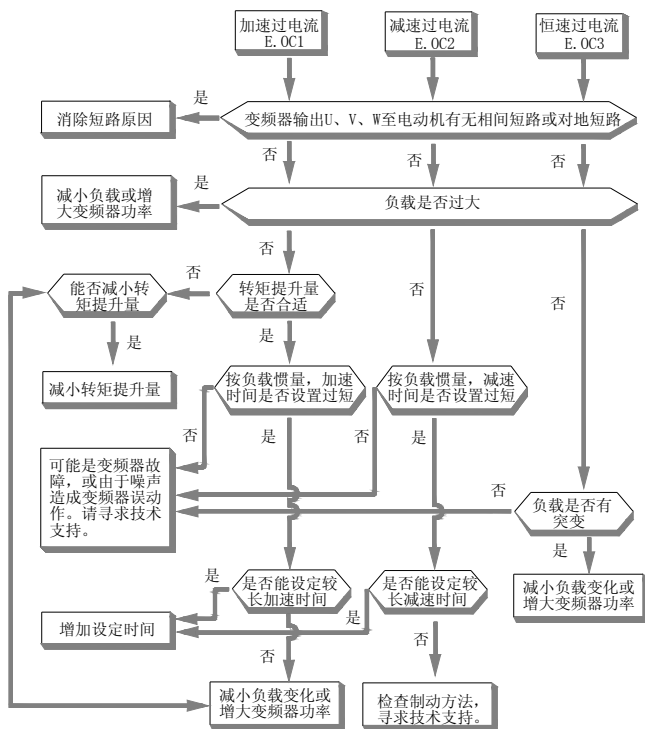 加速过电流
E.OC1
减速过电流
E.OC2
恒速过电流
E.OC3
消除短路原因
是
变频器输出U、V、W至电动机有无相间短路或对地短路
否
否
否
减小负载或增
大变频器功率
是
负载是否过大
否
否
否
能否减小转
矩提升量
否
转矩提升量
是否合适
是
是
减小转矩提升量
按负载惯量，加速
时间是否设置过短
按负载惯量，减速
时间是否设置过短
否
是
否
是
可能是变频器故
障，或由于噪声
造成变频器误动
作。请寻求技术
支持。
否
负载是否有
突变
是
减小负载变化或
增大变频器功率
是
是否能设定较
长加速时间
是否能设定较
长减速时间
是
增加设定时间
否
否
减小负载变化或
增大变频器功率
检查制动方法，
寻求技术支持。